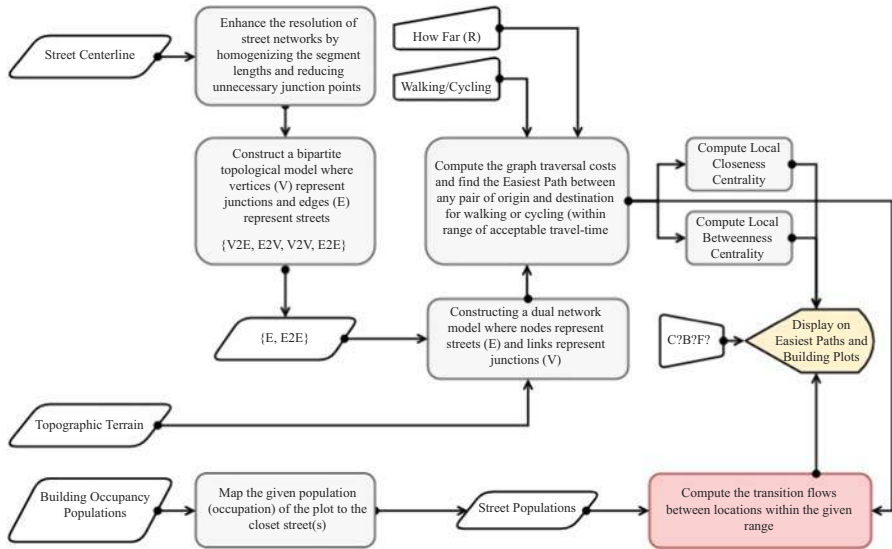 Street Centerline
Enhance the resolution of
street networks by
homogenizing the segment
lengths and reducing
unnecessary junction points
How Far (R)
Walking/Cycling
Construct a bipartite
topological model where
vertices (V) represent
junctions and edges (E)
represent streets
{V2E, E2V, V2V, E2E}
Compute the graph traversal costs
and find the Easiest Path between
any pair of origin and destination
for walking or cycling (within
range of acceptable travel-time
Compute Local
Closeness
Centrality
Compute Local
Betweenness
Centrality
{E, E2E}
Constructing a dual network
model where nodes represent
streets (E) and links represent
junctions (V)
C?B?F?
Display on
Easiest Paths and
Building Plots
Topographic Terrain
Building Occupancy
Populations
Map the given population
(occupation) of the plot to the
closet street(s)
Street Populations
Compute the transition flows
between locations within the given
range